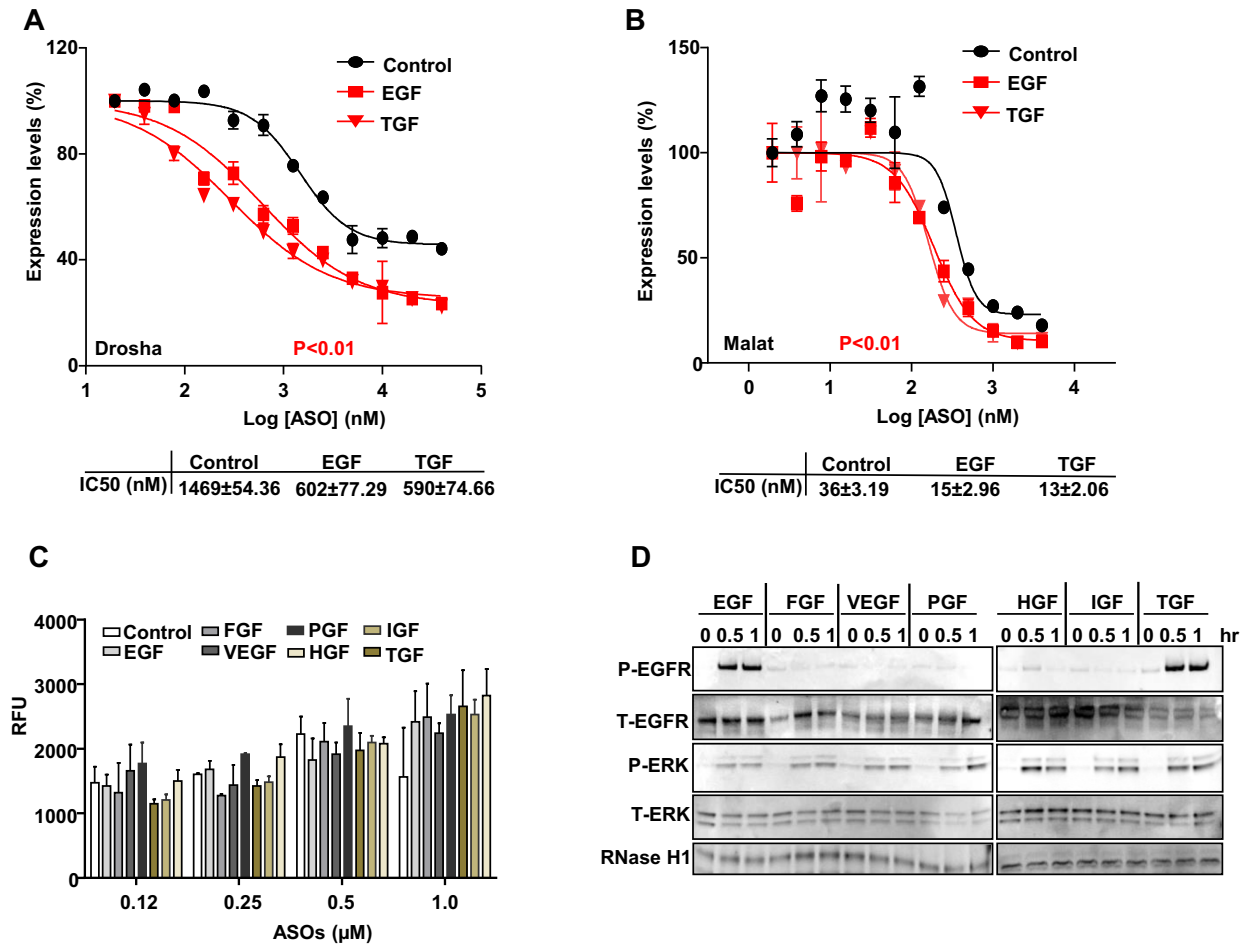 A
120
80
40
0
Expression levels (%)
Control
EGF
TGF
Drosha
P<0.01
1 2 3 4 5
Log [ASO] (nM)
Control EGF TGF
IC50 (nM) 1469±54.36 602±77.29 590±74.66
B
150
100
50
0
Expression levels (%)
Control
EGF
TGF
Malat
P<0.01
0 1 2 3 4
Log [ASO] (nM)
Control EGF TGF
IC50 (nM) 36±3.19 15±2.96 13±2.06
C
4000
3000
2000
1000
0
RFU
Control FGF PGF IGF
EGF VEGF HGF TGF
0.12 0.25 0.5 1.0
ASOs (µM)
D
EGF FGF VEGF PGF HGF IGF TGF
0 0.5 1 0 0.5 1 0 0.5 1 0 0.5 1 0 0.5 1 0 0.5 1 0 0.5 1 hr
P-EGFR
T-EGFR
P-ERK
T-ERK
RNase H1